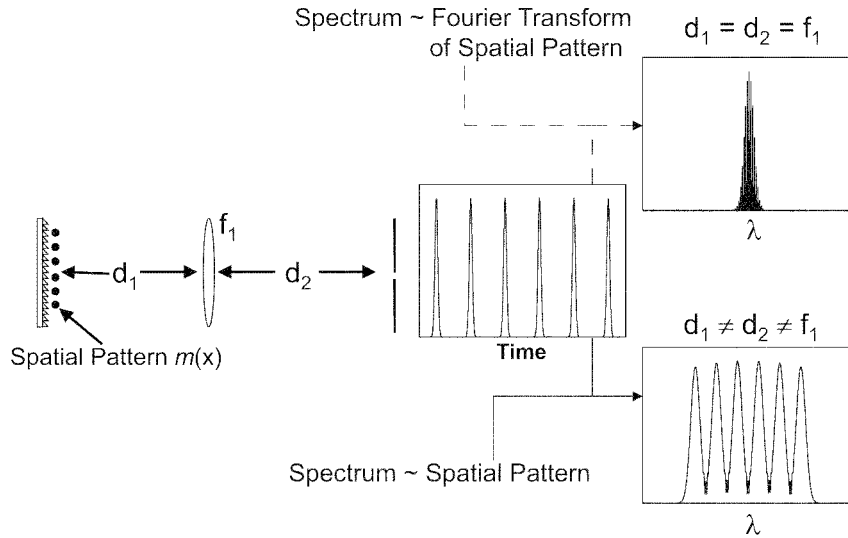 Spectrum ~ Fourier Transform
of Spatial Pattern
d₁ = d₂ = f₁
λ
f₁
d₁
d₂
Spatial Pattern m(x)
Time
d₁ ≠ d₂ ≠ f₁
Spectrum ~ Spatial Pattern
λ